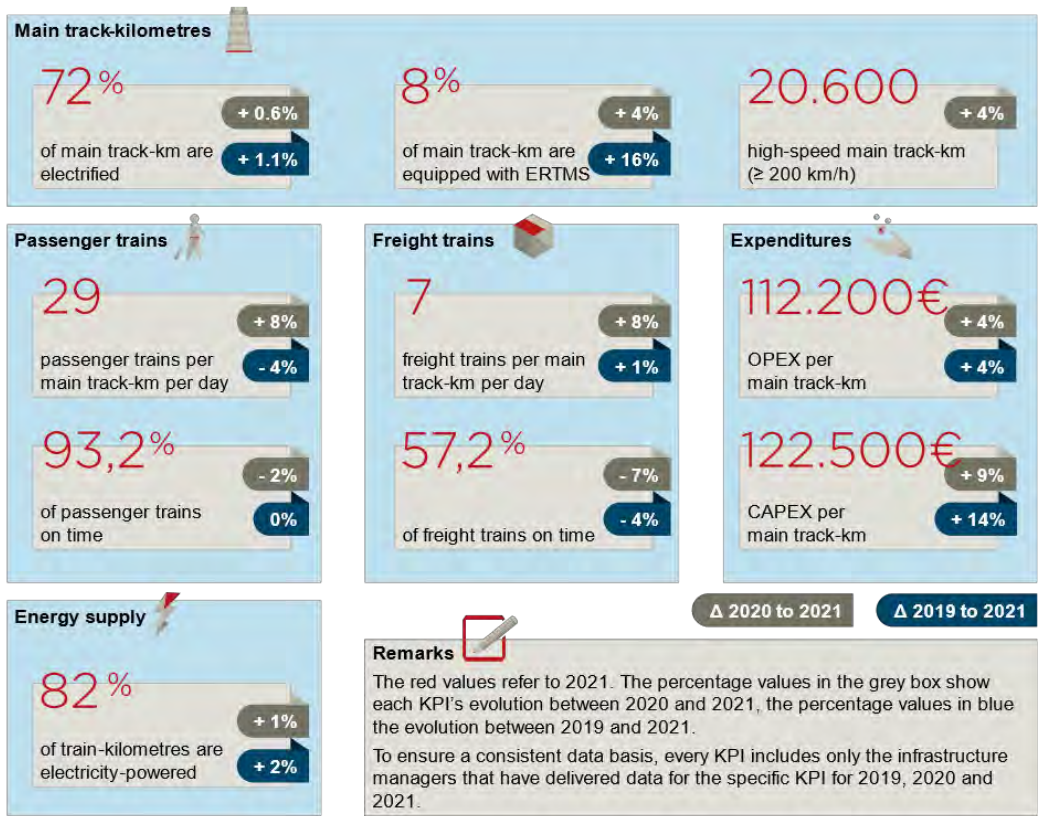 Main track-kilometres
72%
+ 0.6%
of main track-km are
electrified
+ 1.1%
8%
+ 4%
of main track-km are
equipped with ERTMS
+ 16%
20.600
+ 4%
high-speed main track-km
(≥ 200 km/h)
Passenger trains
29
+ 8%
passenger trains per
main track-km per day
- 4%
93,2%
- 2%
of passenger trains
on time
0%
Freight trains
7
+ 8%
freight trains per main
track-km per day
+ 1%
57,2%
- 7%
of freight trains on time
- 4%
Expenditures
112.200€
+ 4%
OPEX per
main track-km
+ 4%
122.500€
+ 9%
CAPEX per
main track-km
+ 14%
Energy supply
82%
+ 1%
of train-kilometres are
electricity-powered
+ 2%
Δ 2020 to 2021
Δ 2019 to 2021
Remarks
The red values refer to 2021. The percentage values in the grey box show
each KPI's evolution between 2020 and 2021, the percentage values in blue
the evolution between 2019 and 2021.
To ensure a consistent data basis, every KPI includes only the infrastructure
managers that have delivered data for the specific KPI for 2019, 2020 and
2021.